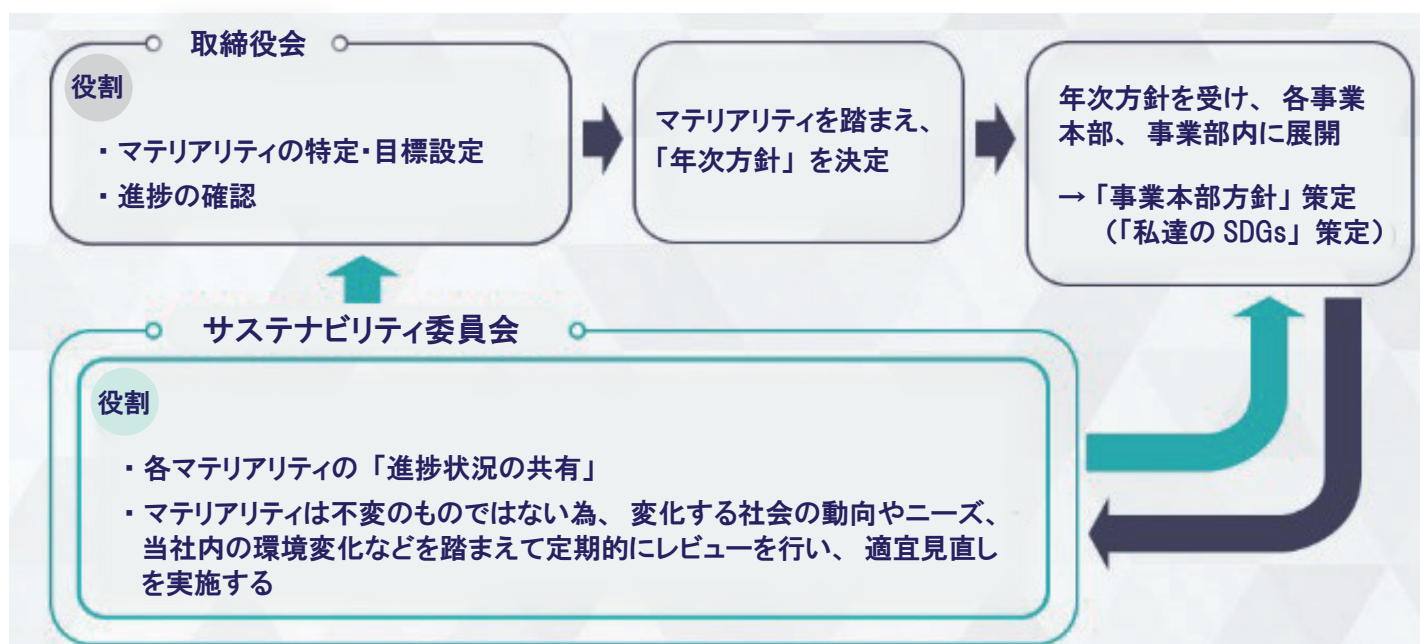 取締役会
役割
・マテリアリティの特定・目標設定
・進捗の確認
マテリアリティを踏まえ、
「年次方針」を決定
年次方針を受け、各事業
本部、事業部内に展開
→「事業本部方針」策定
（「私達の SDGs」策定）
サステナビリティ委員会
役割
・各マテリアリティの「進捗状況の共有」
・マテリアリティは不変のものではない為、変化する社会の動向やニーズ、
当社内の環境変化などを踏まえて定期的にレビューを行い、適宜見直し
を実施する